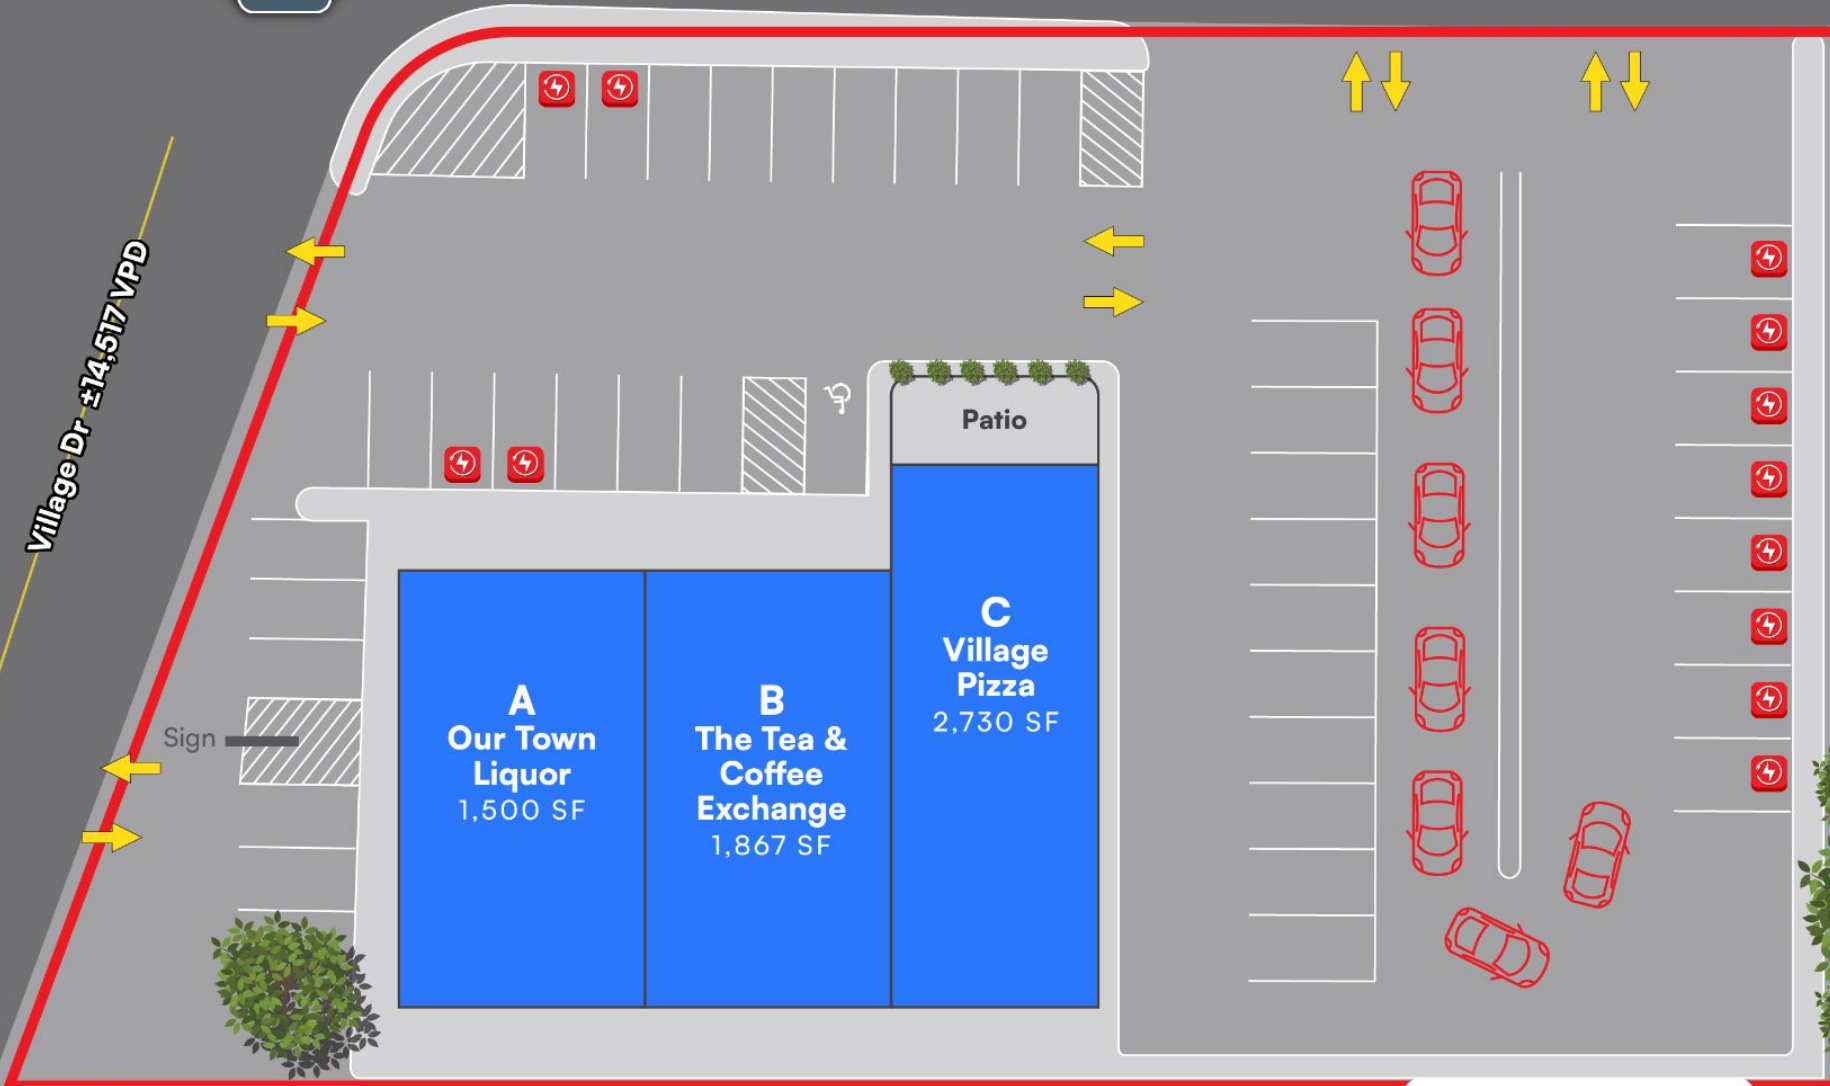 Village Dr ±14,517 VPD
Patio
C
Village
Pizza
2,730 SF
A
Our Town
Liquor
1,500 SF
B
The Tea &
Coffee
Exchange
1,867 SF
Sign